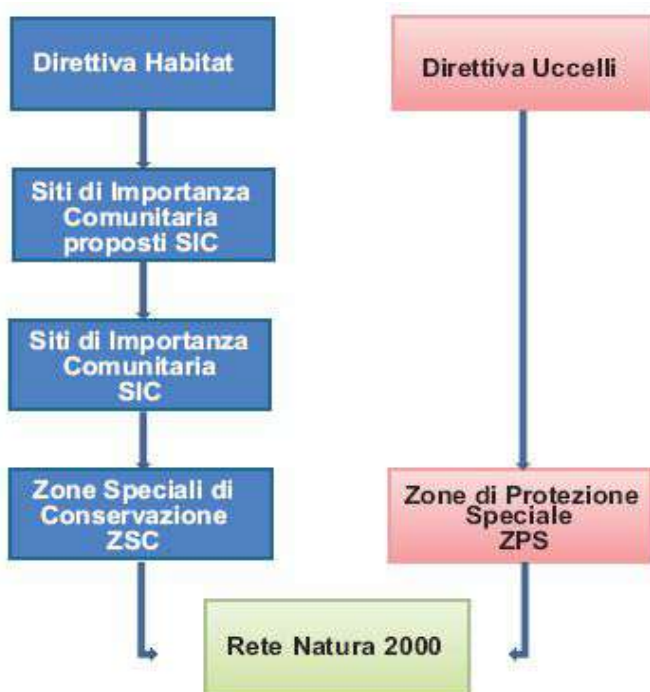 Direttiva Habitat
Direttiva Uccelli
Siti di Importanza
Comunitaria
proposti SIC
Siti di Importanza
Comunitaria
SIC
Zone Speciali di
Conservazione
ZSC
Zone di Protezione
Speciale
ZPS
Rete Natura 2000